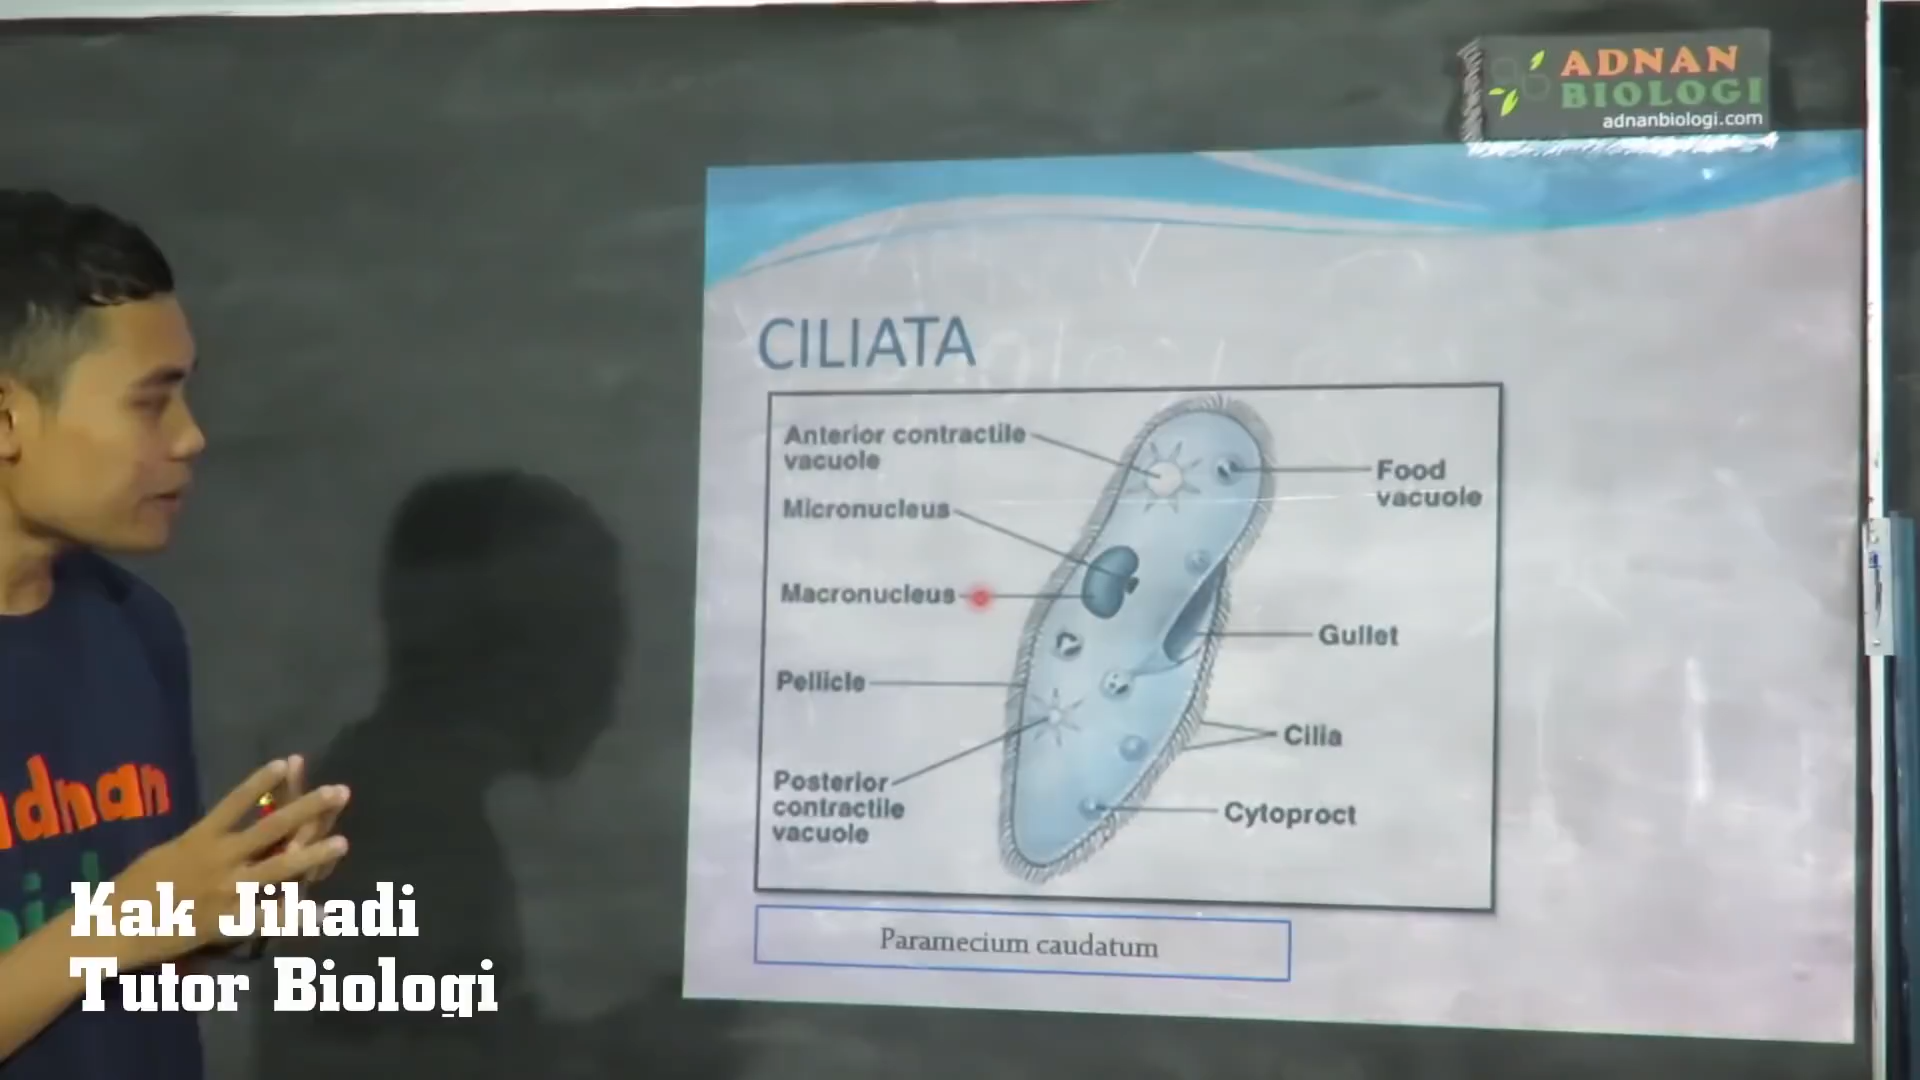 ADNAN
BIOLOGI
adnanbiologi.com
CILIATA
Anterior contractile
vacuole
Micronucleus
Macronucleus
Pellicle
Posterior
contractile
vacuole
Food
vacuole
Gullet
Cilia
Cytoproct
Paramecium caudatum
dnan
Kak Jihadi
Tutor Biologi